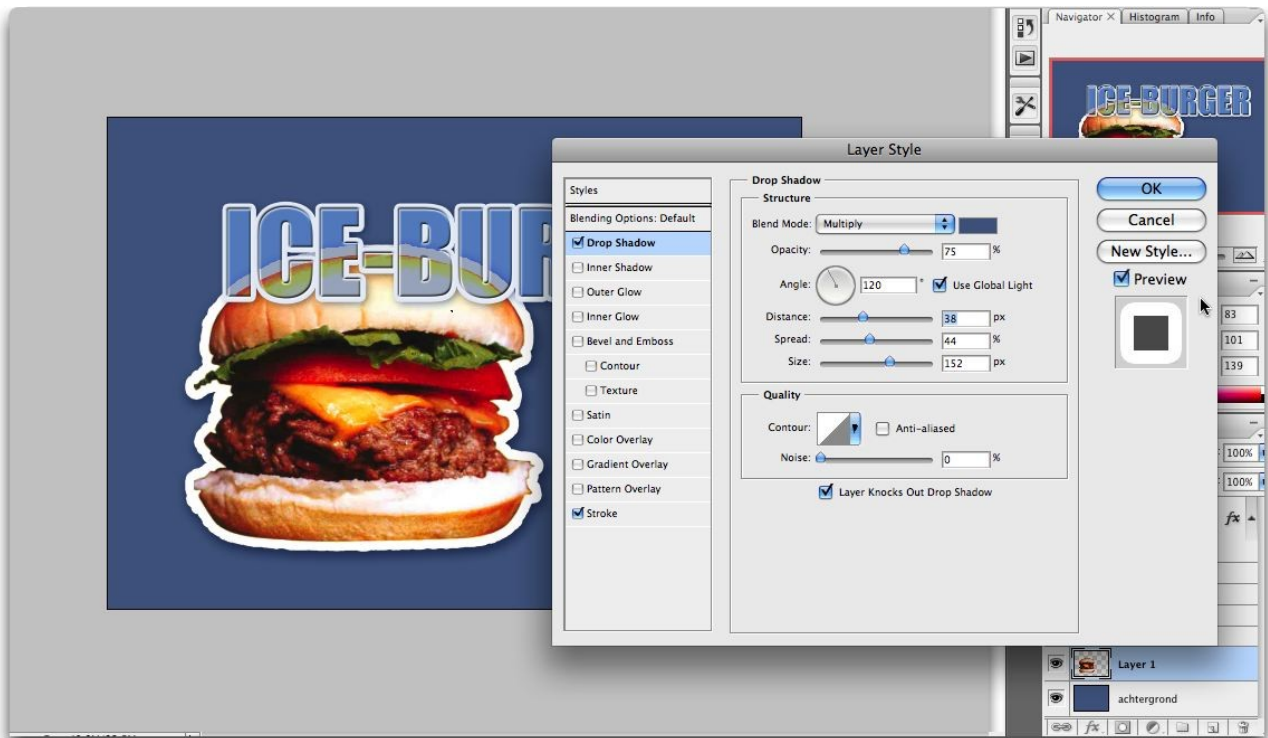 Navigator × Histogram Info
ICE-BURGER
ICE-BUR
Layer Style
Styles
Blending Options: Default
Drop Shadow
Inner Shadow
Outer Glow
Inner Glow
Bevel and Emboss
Contour
Texture
Satin
Color Overlay
Gradient Overlay
Pattern Overlay
Stroke
Drop Shadow
Structure
Blend Mode: Multiply
Opacity: 75 %
Angle: 120 ° Use Global Light
Distance: 38 px
Spread: 44 %
Size: 152 px
Quality
Contour: Anti-aliased
Noise: 0 %
Layer Knocks Out Drop Shadow
OK
Cancel
New Style...
Preview
83
101
139
100%
100%
fx
Layer 1
achtergrond
fx